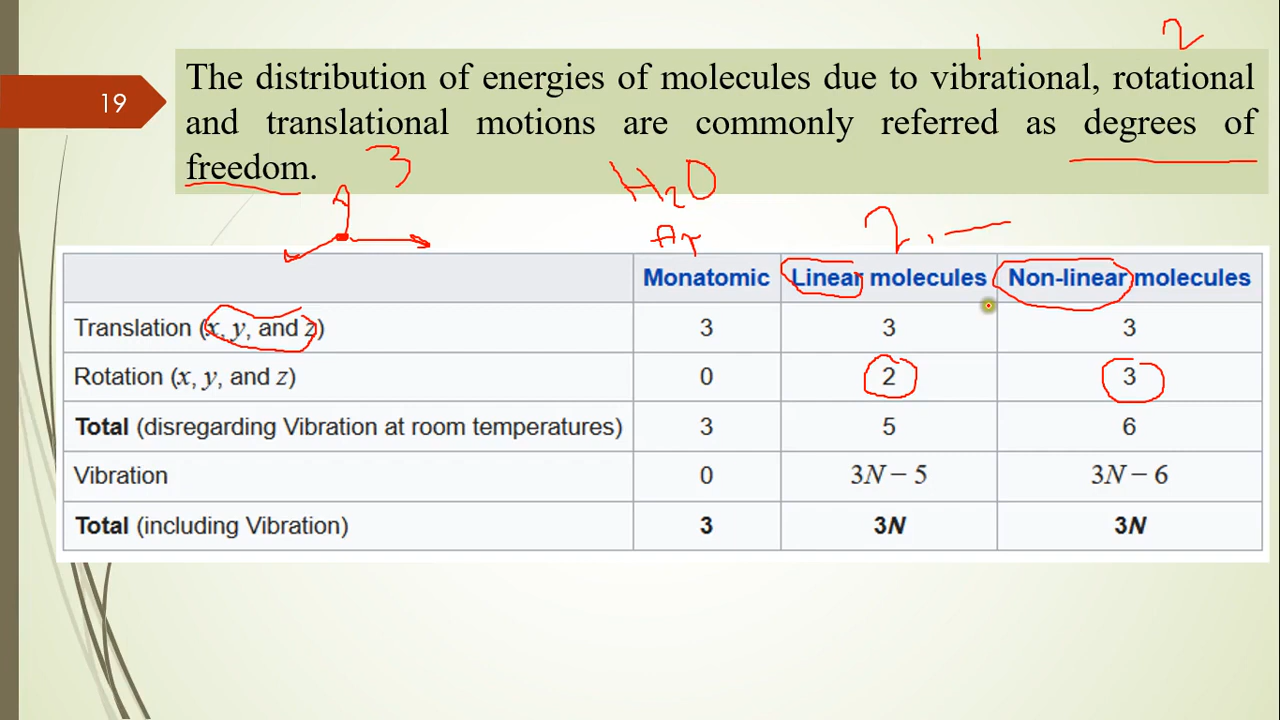 1 2
19
The distribution of energies of molecules due to vibrational, rotational
and translational motions are commonly referred as degrees of
freedom. 3
H₂O
A
Ar
Monatomic Linear molecules Non-linear molecules
Translation (x, y, and z) 3 3 3
Rotation (x, y, and z) 0 2 3
Total (disregarding Vibration at room temperatures) 3 5 6
Vibration 0 3N − 5 3N − 6
Total (including Vibration) 3 3N 3N